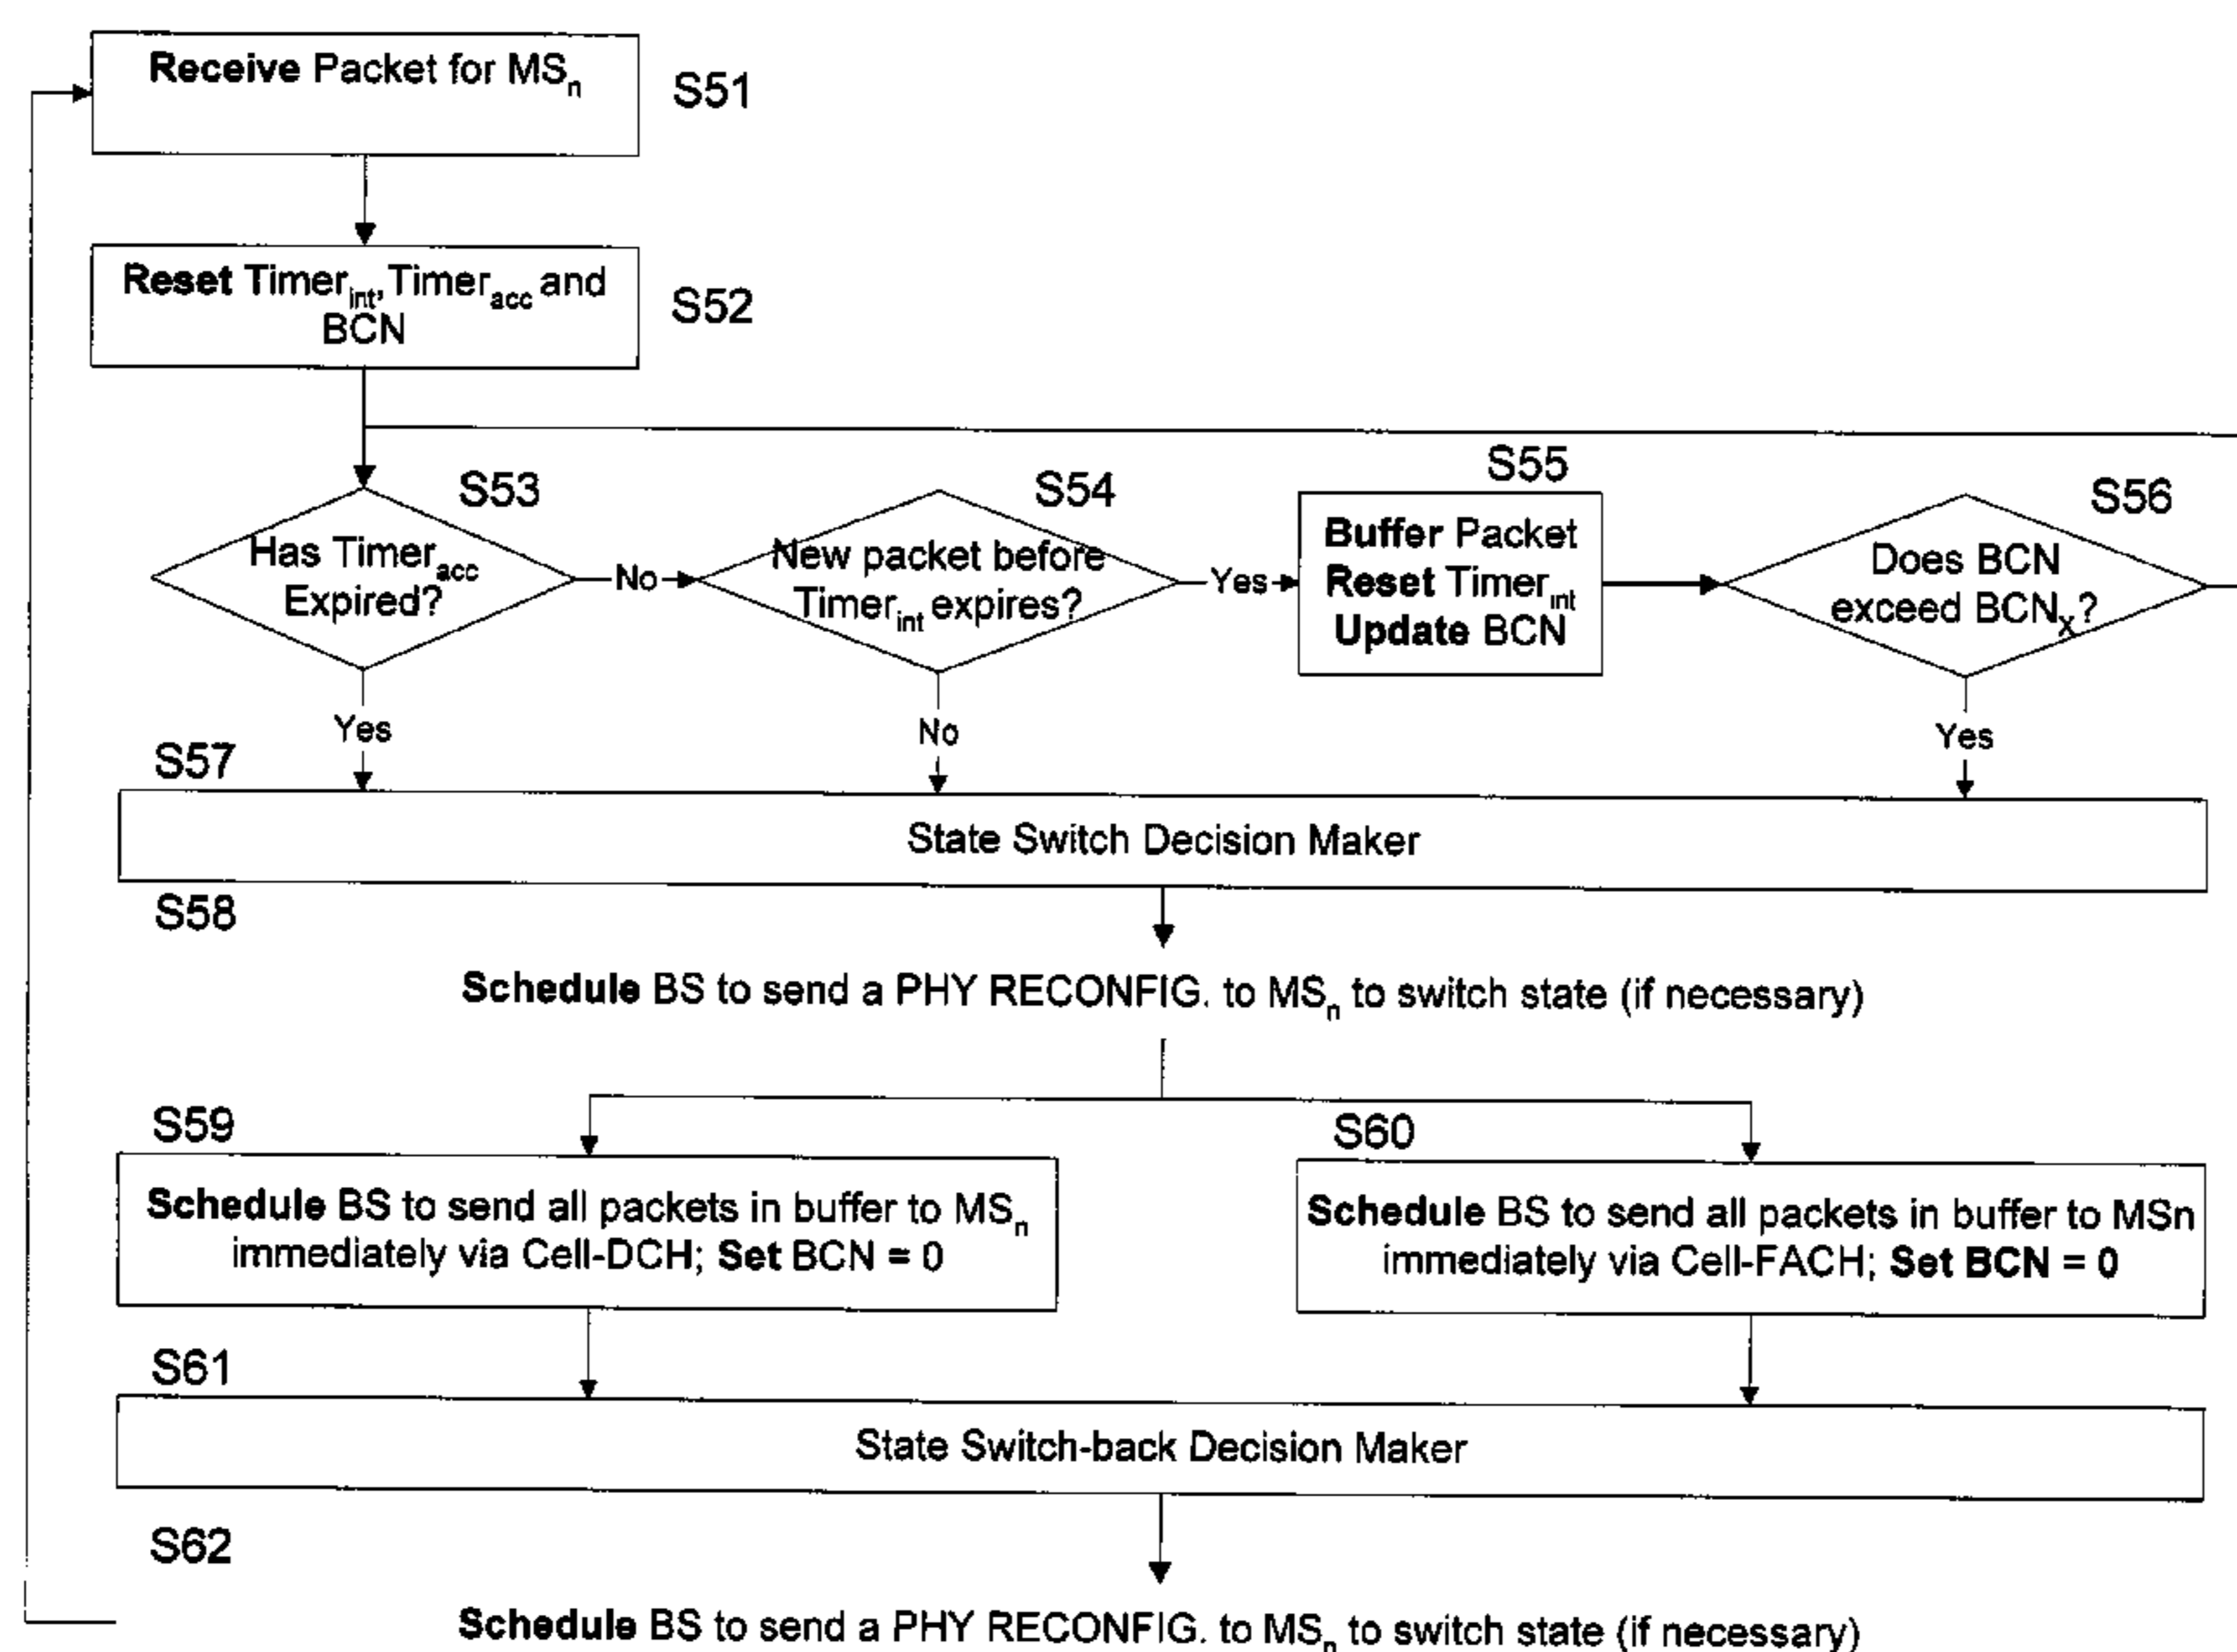 Receive Packet for MSn
S51
Reset Timerint, Timeracc and
BCN
S52
S53
Has Timeracc
Expired?
No
S54
New packet before
Timerint expires?
Yes
S55
Buffer Packet
Reset Timerint
Update BCN
S56
Does BCN
exceed BCNX?
Yes
No
Yes
S57
State Switch Decision Maker
S58
Schedule BS to send a PHY RECONFIG. to MSn to switch state (if necessary)
S59
Schedule BS to send all packets in buffer to MSn
immediately via Cell-DCH; Set BCN = 0
S60
Schedule BS to send all packets in buffer to MSn
immediately via Cell-FACH; Set BCN = 0
S61
State Switch-back Decision Maker
S62
Schedule BS to send a PHY RECONFIG. to MSn to switch state (if necessary)